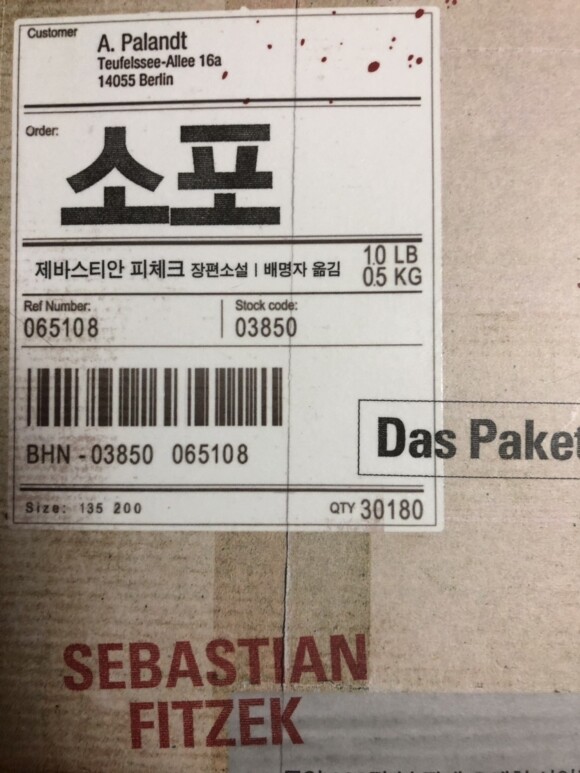 Customer
A. Palandt
Teufelssee-Allee 16a
14055 Berlin
Order:
소포
제바스티안 피체크 장편소설 | 배명자 옮김
1.0 LB
0.5 KG
Ref Number:
065108
Stock code:
03850
BHN - 03850 065108
Das Paket
Size: 135 200
QTY 30180
SEBASTIAN
FITZEK